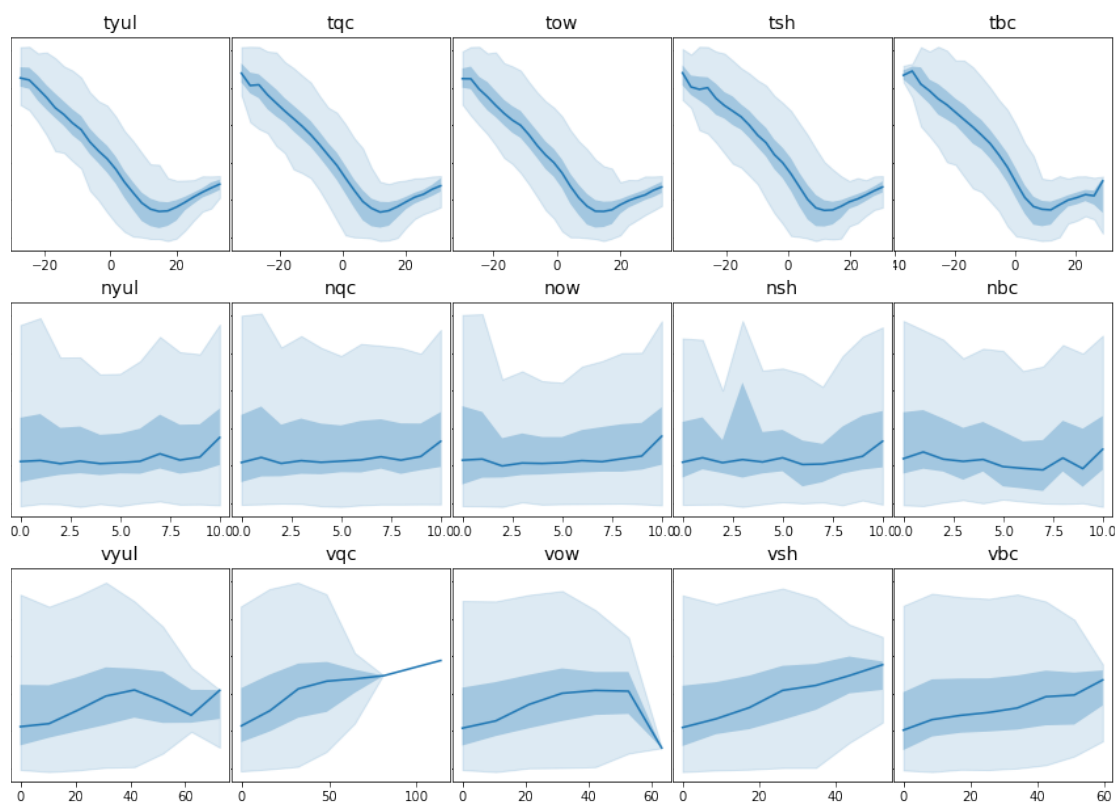 tyul tqc tow tsh tbc
−20 0 20 −20 0 20 −20 0 20 −20 0 20 −40 −20 0 20
nyul nqc now nsh nbc
0.0 2.5 5.0 7.5 10.0 0.0 2.5 5.0 7.5 10.0 0.0 2.5 5.0 7.5 10.0 0.0 2.5 5.0 7.5 10.0 0.0 2.5 5.0 7.5 10.0
vyul vqc vow vsh vbc
0 20 40 60 0 50 100 0 20 40 60 0 20 40 0 20 40 60